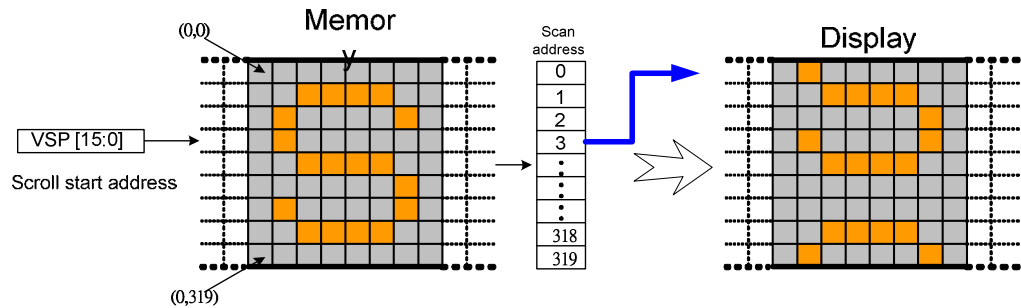 (0,0)
Memor
y
VSP [15:0]
Scroll start address
(0,319)
Scan
address
0
1
2
3
318
319
Display